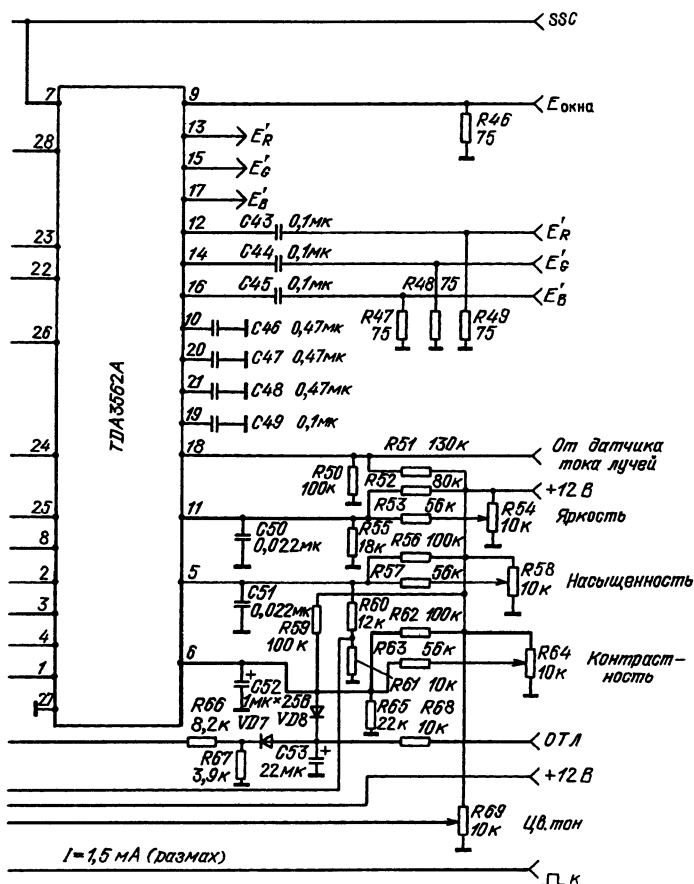 SSC
7
9
Eокна
R46
75
28
13
E'R
15
E'G
17
E'B
12
C43 0,1мк
E'R
23
14
C44 0,1мк
E'G
22
16
C45 0,1мк
R48 75
E'B
R47
75
R49
75
10
C46 0,47мк
26
20
C47 0,47мк
21
C48 0,47мк
19
C49 0,1мк
TDA3562A
24
18
R51 130к
От датчика
тока лучей
R50
100к
R52
80к
+12 В
25
11
R53
56к
R54
10к
Яркость
C50
0,022мк
R55
18к
8
R56 100к
2
5
R57
56к
R58
10к
Насыщенность
3
C51
0,022мк
R59
100к
R60
12к
R62 100к
4
R63
56к
R64
10к
Контраст-
ность
6
1
R61 10к
C52
1мк×25В
+
27
R66
8,2к
VD7
VD8
R65
22к
R68
10к
ОТЛ
R67
3,9к
C53
22мк
+
+12 В
R69
10к
Цв. тон
I=1,5 мА (размах)
К